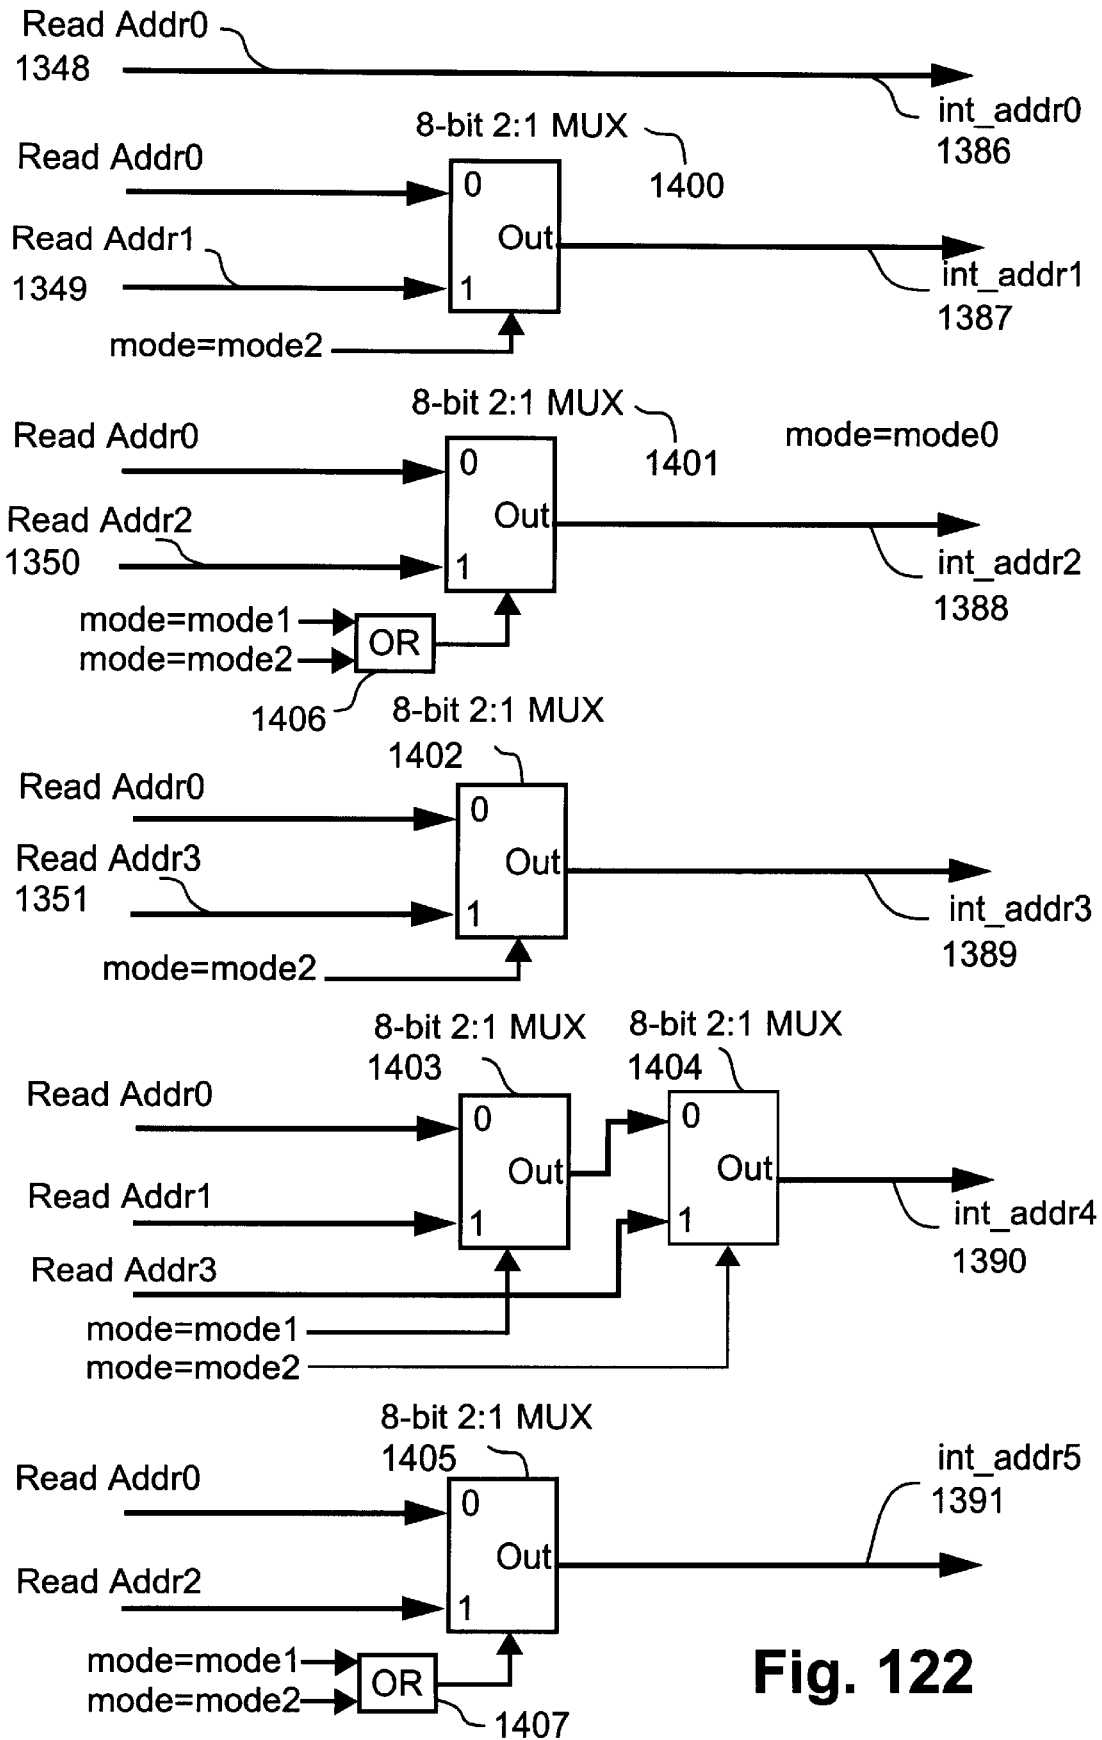 Read Addr0
1348
int_addr0
1386
8-bit 2:1 MUX
1400
Read Addr0
0
Out
Read Addr1
1349
1
int_addr1
1387
mode=mode2
8-bit 2:1 MUX
1401
mode=mode0
Read Addr0
0
Out
Read Addr2
1350
1
int_addr2
1388
mode=mode1
mode=mode2
OR
1406
8-bit 2:1 MUX
1402
Read Addr0
0
Out
Read Addr3
1351
1
int_addr3
1389
mode=mode2
8-bit 2:1 MUX
1403
8-bit 2:1 MUX
1404
Read Addr0
0
Out
0
Out
Read Addr1
1
1
int_addr4
1390
Read Addr3
mode=mode1
mode=mode2
8-bit 2:1 MUX
1405
Read Addr0
0
Out
int_addr5
1391
Read Addr2
1
mode=mode1
mode=mode2
OR
1407
Fig. 122